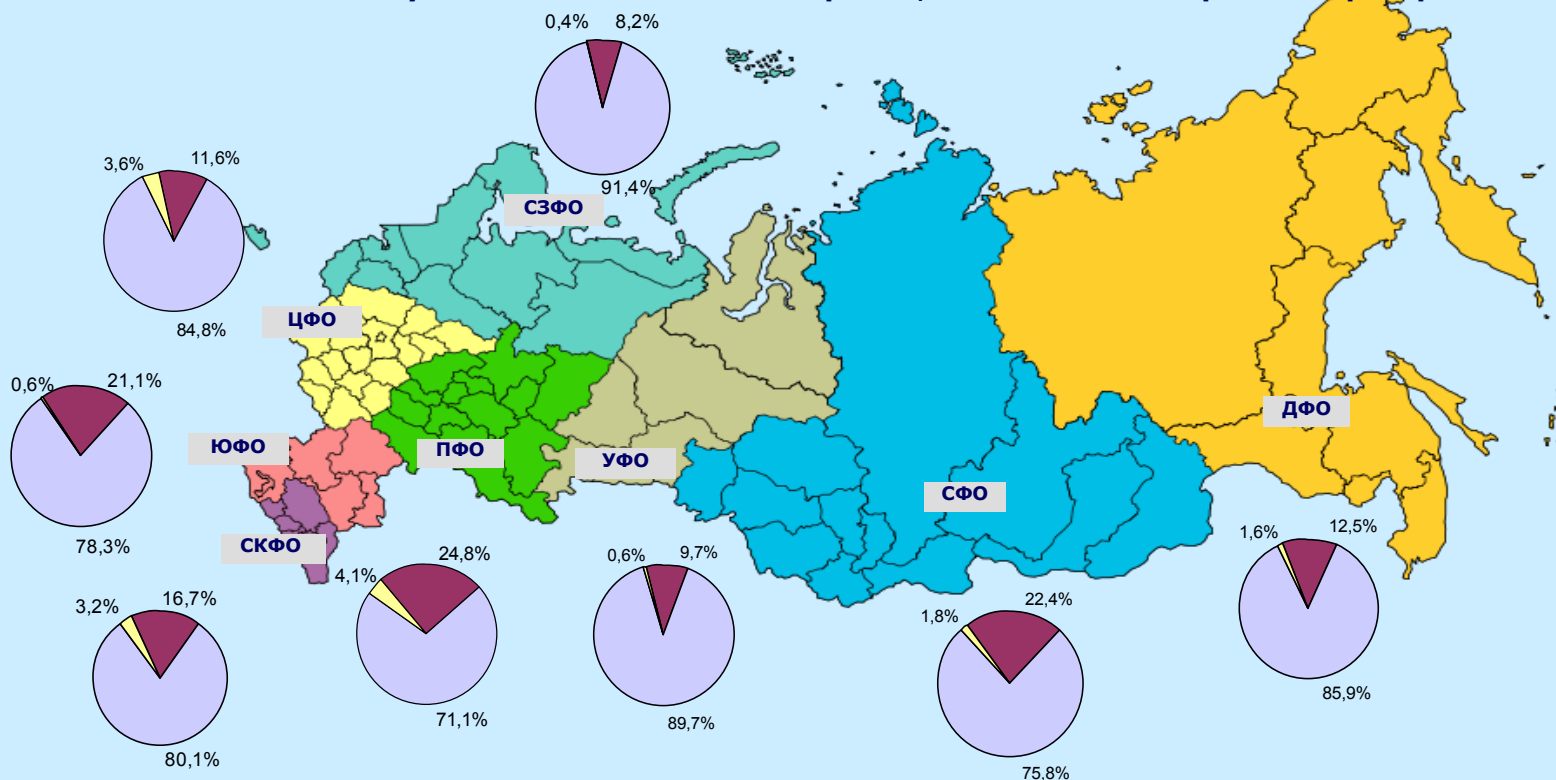 0,4% 8,2%
91,4%
СЗФО
3,6% 11,6%
84,8%
ЦФО
0,6% 21,1%
78,3%
ЮФО
ПФО
УФО
СФО
ДФО
СКФО
3,2% 16,7%
80,1%
4,1% 24,8%
71,1%
0,6% 9,7%
89,7%
1,8% 22,4%
75,8%
1,6% 12,5%
85,9%